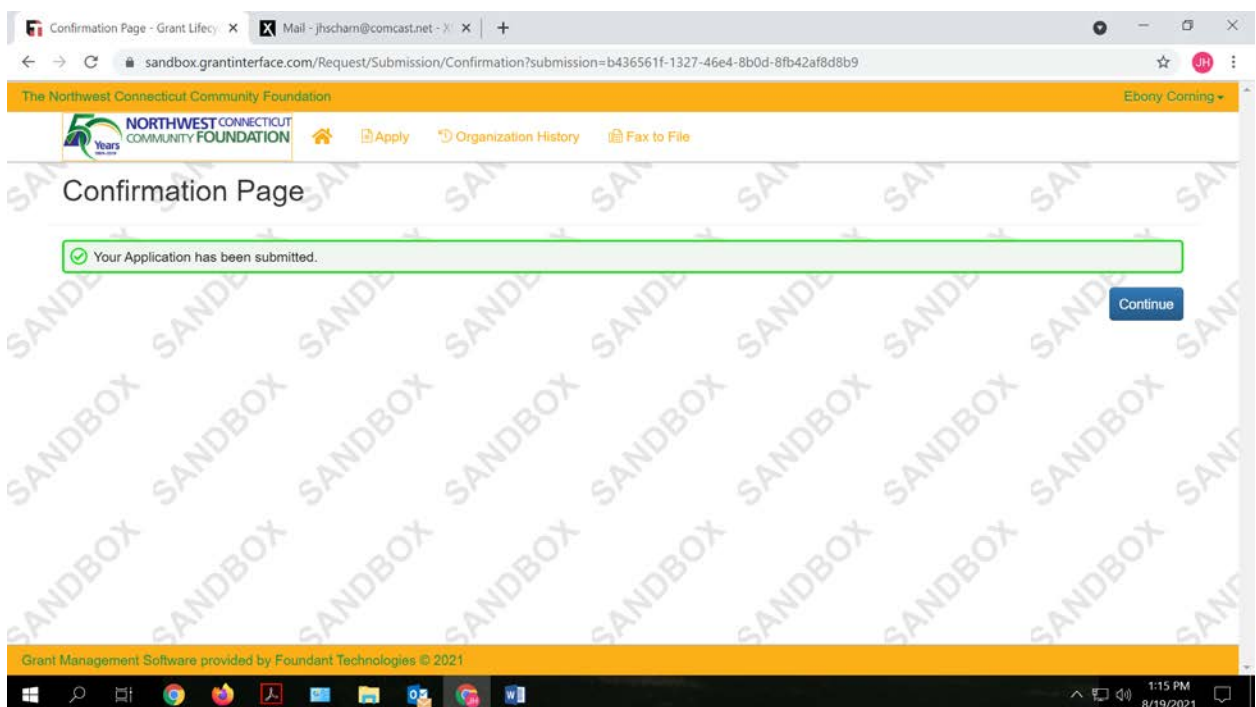 Confirmation Page - Grant Lifecy
Mail - jhscharn@comcast.net - X
sandbox.grantinterface.com/Request/Submission/Confirmation?submission=b436561f-1327-46e4-8b0d-8fb42af8d8b9
JH
The Northwest Connecticut Community Foundation
Ebony Corning
50 Years
NORTHWEST CONNECTICUT
COMMUNITY FOUNDATION
Apply
Organization History
Fax to File
Confirmation Page
Your Application has been submitted.
Continue
SANDBOX
Grant Management Software provided by Foundant Technologies © 2021
1:15 PM
8/19/2021